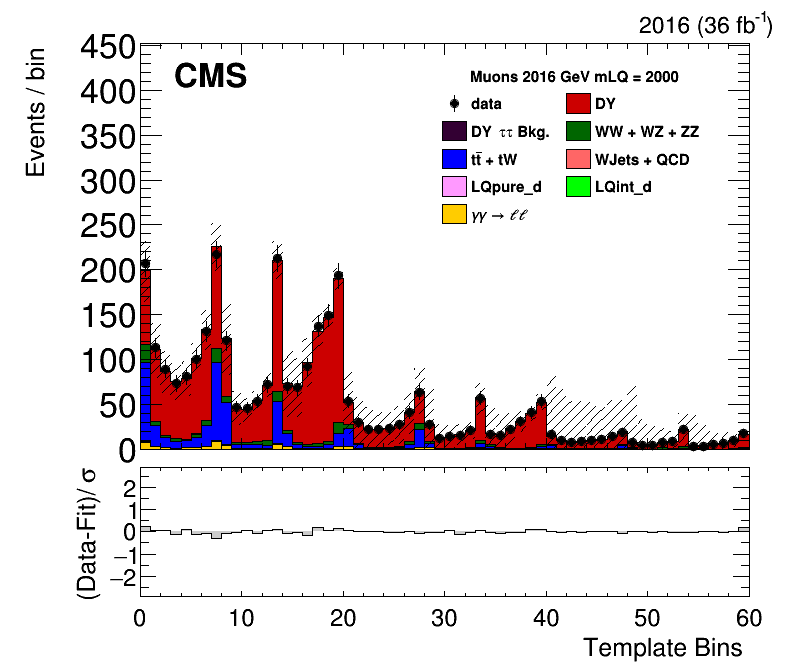 2016 (36 fb⁻¹)
CMS
Muons 2016 GeV mLQ = 2000
data
DY
DY ττ Bkg.
WW + WZ + ZZ
tt̄ + tW
WJets + QCD
LQpure_d
LQint_d
γγ → ℓℓ
Events / bin
450
400
350
300
250
200
150
100
50
0
(Data-Fit)/ σ
2
1
0
−1
−2
0 10 20 30 40 50 60
Template Bins